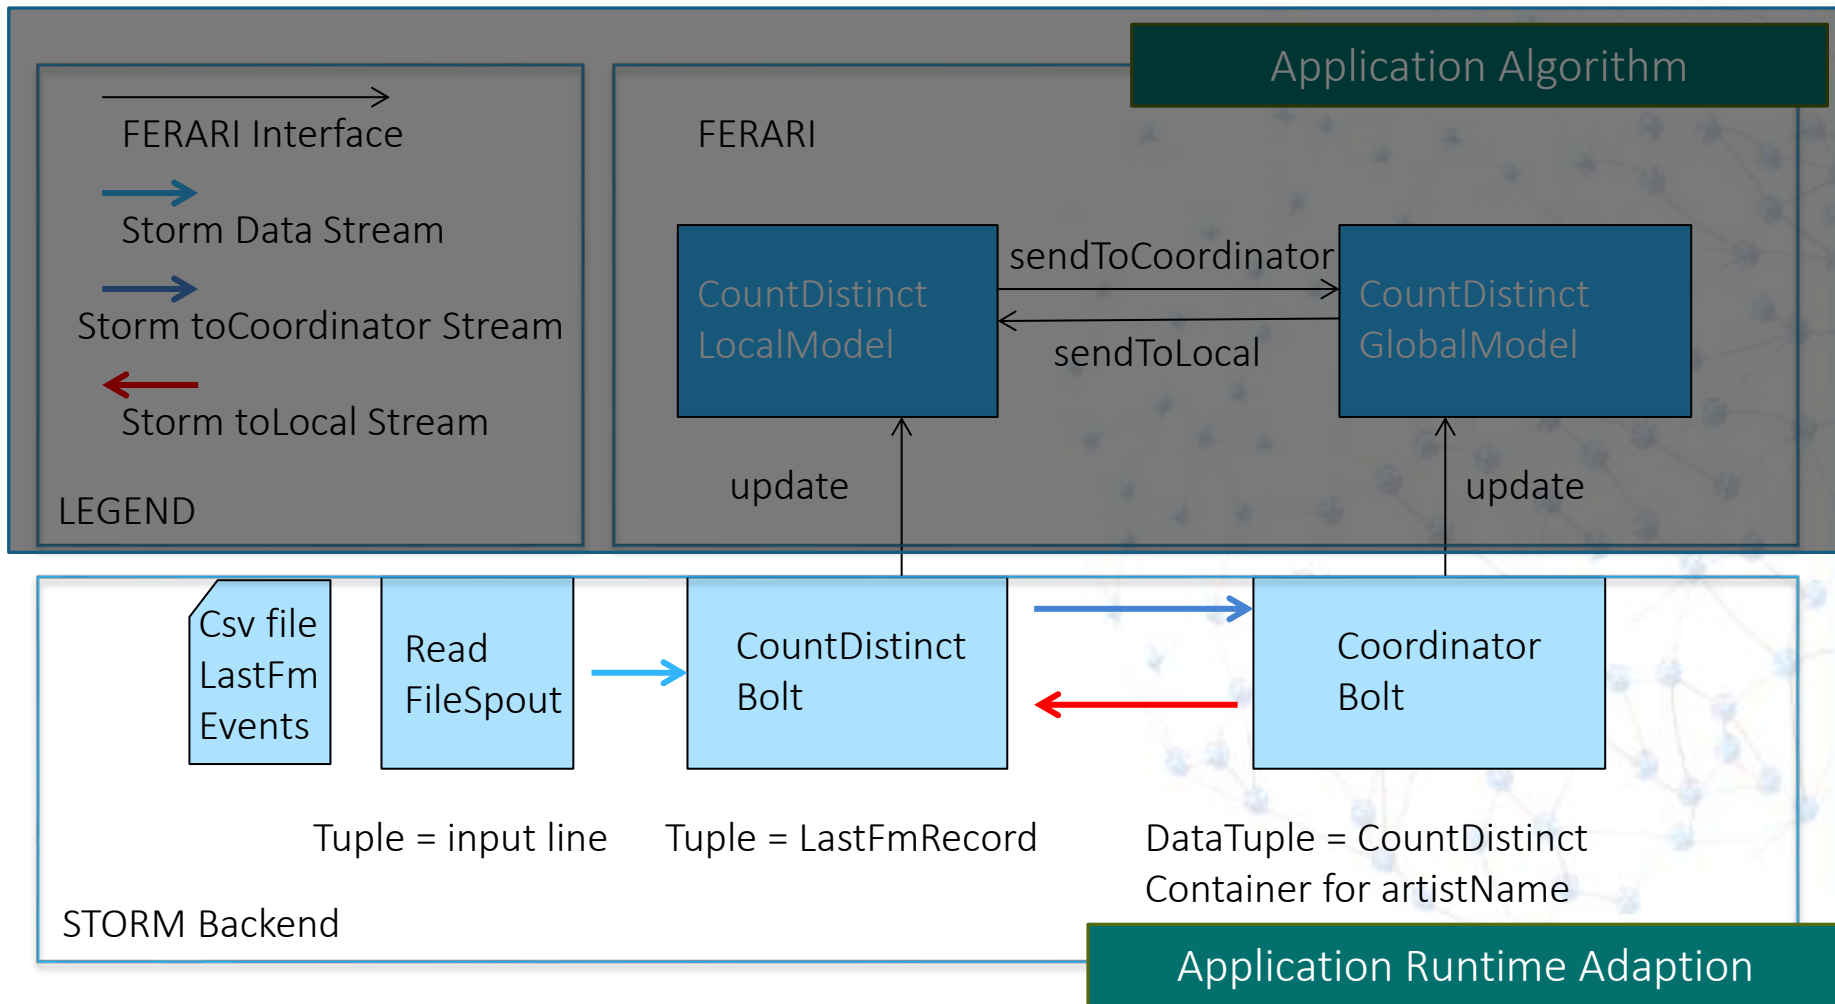 Application Algorithm
FERARI Interface
Storm Data Stream
Storm toCoordinator Stream
Storm toLocal Stream
LEGEND
FERARI
CountDistinct
LocalModel
sendToCoordinator
sendToLocal
CountDistinct
GlobalModel
update
update
Csv file
LastFm
Events
Read
FileSpout
CountDistinct
Bolt
Coordinator
Bolt
Tuple = input line
Tuple = LastFmRecord
DataTuple = CountDistinct
Container for artistName
STORM Backend
Application Runtime Adaption